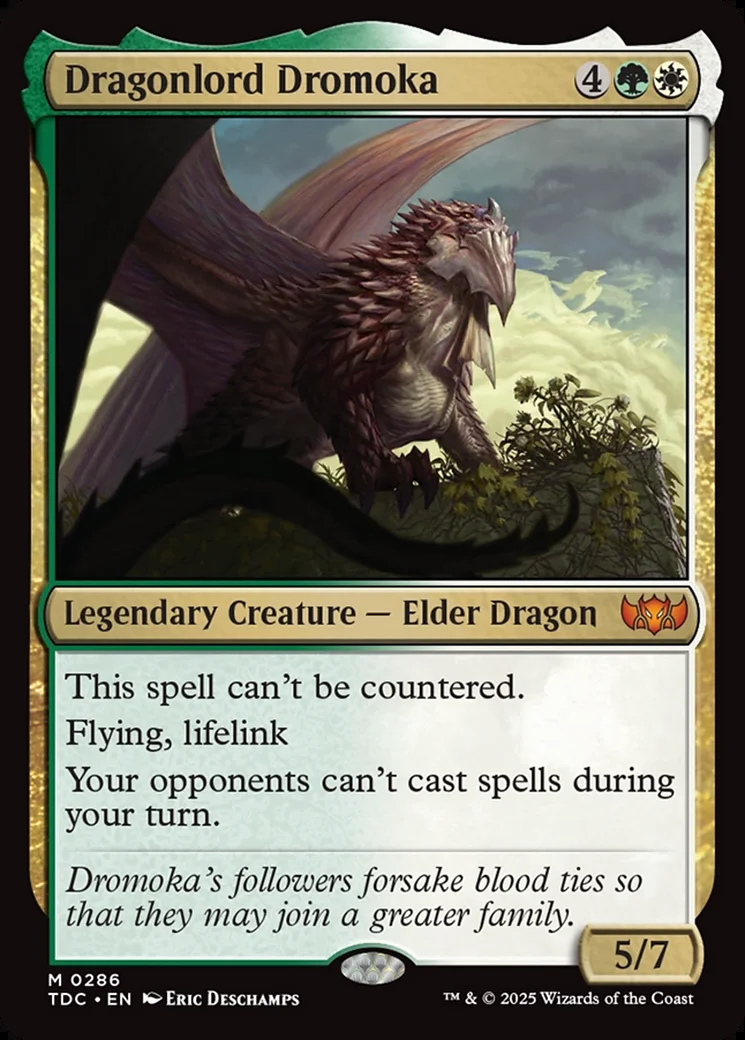 Dragonlord Dromoka 4
Legendary Creature — Elder Dragon
This spell can't be countered.
Flying, lifelink
Your opponents can't cast spells during
your turn.
Dromoka's followers forsake blood ties so
that they may join a greater family.
5/7
M 0286
TDC • EN Eric Deschamps
™ & © 2025 Wizards of the Coast